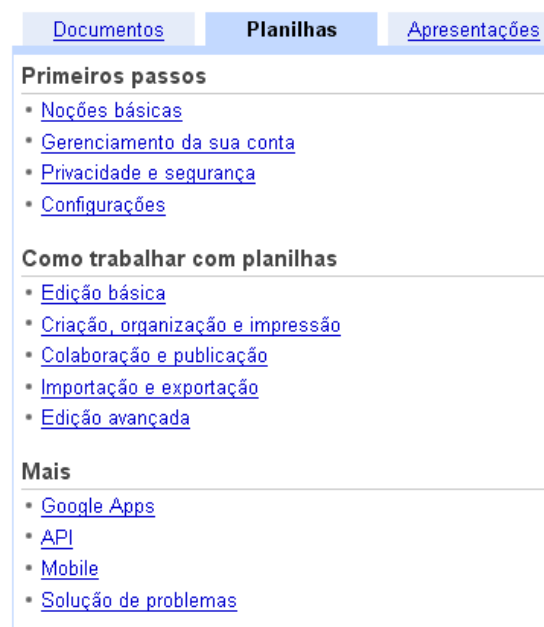 Documentos Planilhas Apresentações
Primeiros passos
Noções básicas
Gerenciamento da sua conta
Privacidade e segurança
Configurações
Como trabalhar com planilhas
Edição básica
Criação, organização e impressão
Colaboração e publicação
Importação e exportação
Edição avançada
Mais
Google Apps
API
Mobile
Solução de problemas